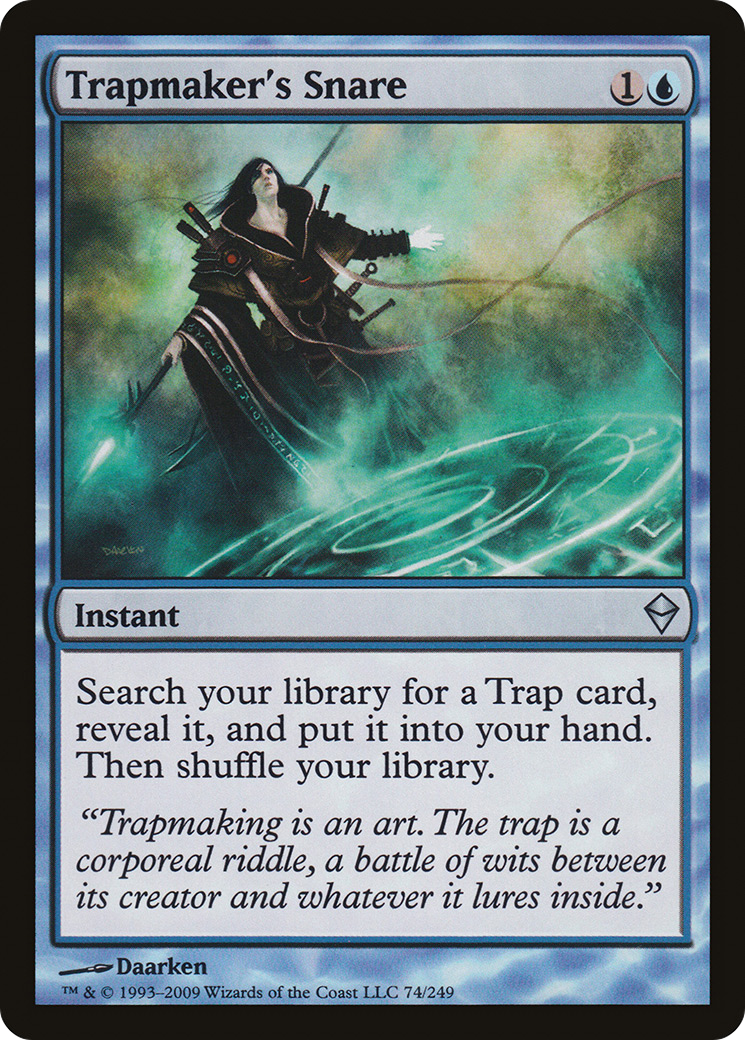 Trapmaker's Snare 1
DAARKEN
Instant
Search your library for a Trap card,
reveal it, and put it into your hand.
Then shuffle your library.
“Trapmaking is an art. The trap is a
corporeal riddle, a battle of wits between
its creator and whatever it lures inside.”
Daarken
™ & © 1993–2009 Wizards of the Coast LLC 74/249